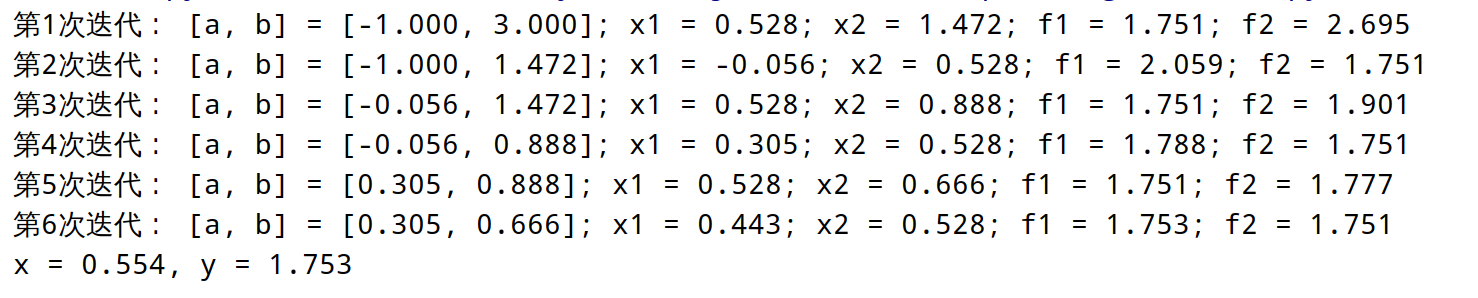 第1次迭代： [a, b] = [-1.000, 3.000]; x1 = 0.528; x2 = 1.472; f1 = 1.751; f2 = 2.695
第2次迭代： [a, b] = [-1.000, 1.472]; x1 = -0.056; x2 = 0.528; f1 = 2.059; f2 = 1.751
第3次迭代： [a, b] = [-0.056, 1.472]; x1 = 0.528; x2 = 0.888; f1 = 1.751; f2 = 1.901
第4次迭代： [a, b] = [-0.056, 0.888]; x1 = 0.305; x2 = 0.528; f1 = 1.788; f2 = 1.751
第5次迭代： [a, b] = [0.305, 0.888]; x1 = 0.528; x2 = 0.666; f1 = 1.751; f2 = 1.777
第6次迭代： [a, b] = [0.305, 0.666]; x1 = 0.443; x2 = 0.528; f1 = 1.753; f2 = 1.751
x = 0.554, y = 1.753